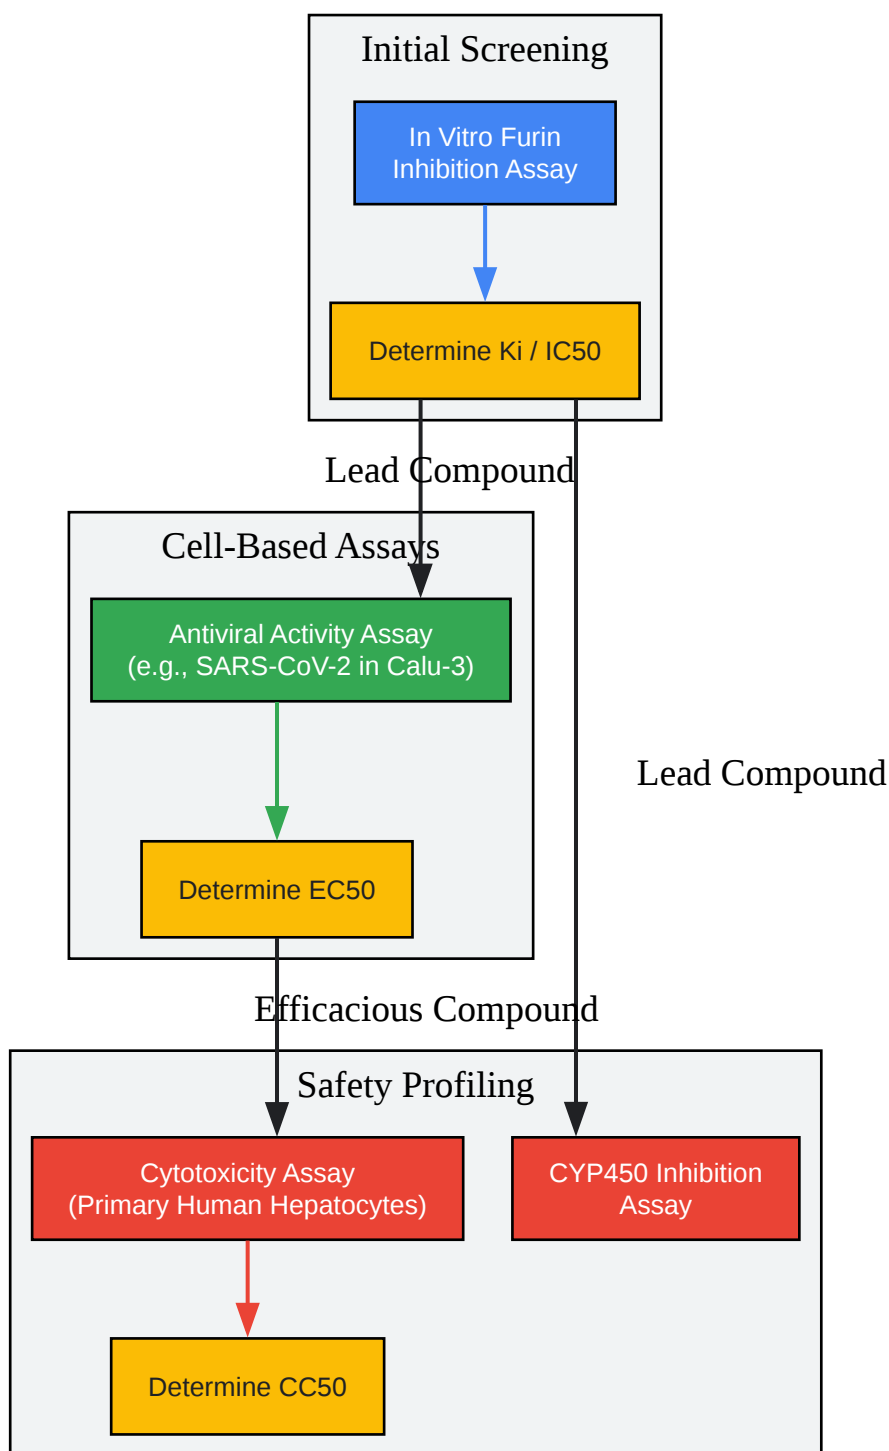 Initial Screening
In Vitro Furin
Inhibition Assay
Determine Ki / IC50
Lead Compound
Cell-Based Assays
Antiviral Activity Assay
(e.g., SARS-CoV-2 in Calu-3)
Lead Compound
Determine EC50
Efficacious Compound
Safety Profiling
Cytotoxicity Assay
(Primary Human Hepatocytes)
CYP450 Inhibition
Assay
Determine CC50